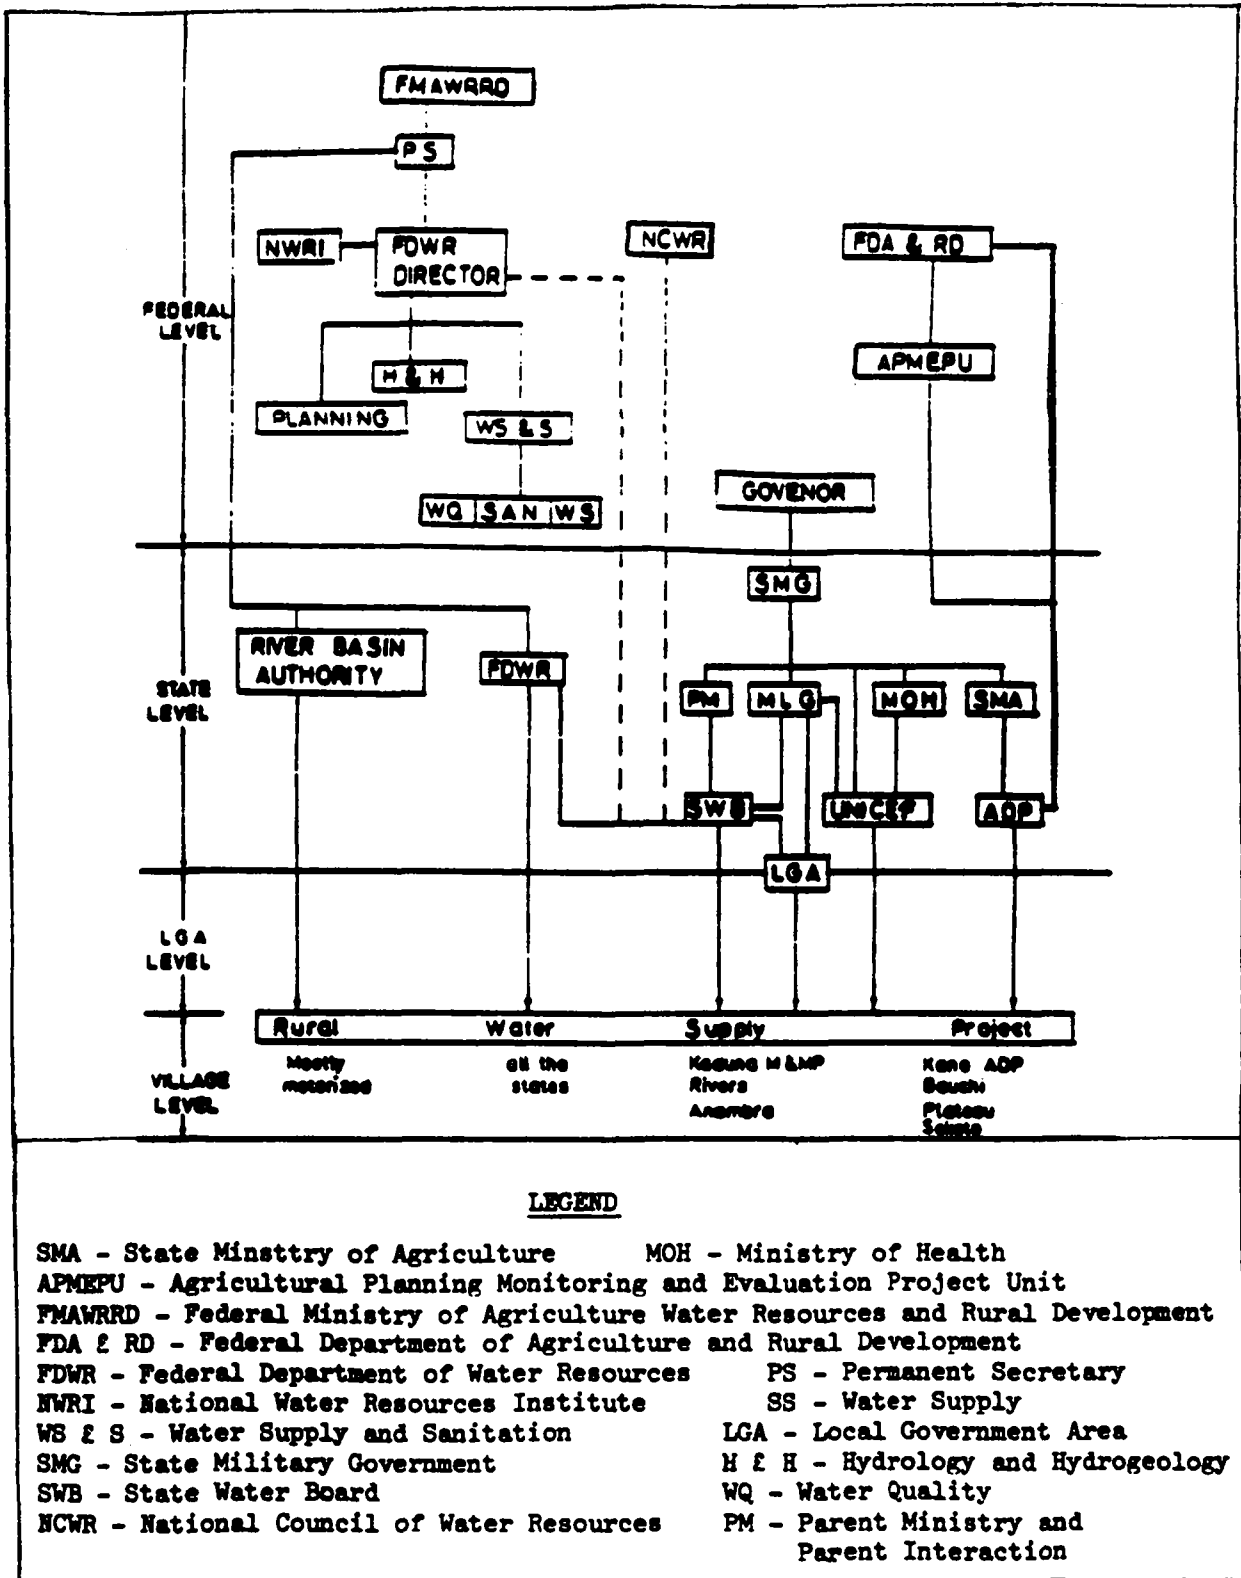 FMAWRRD
PS
NWRI
FDWR
DIRECTOR
NCWR
FDA & RD
FEDERAL
LEVEL
H & H
APMEPU
PLANNING
WS & S
GOVENOR
WQ SAN WS
SMG
RIVER BASIN
AUTHORITY
FDWR
STATE
LEVEL
PM
MLG
MOH
SMA
SWB
UNICEF
ADP
LGA
LGA
LEVEL
Rural Water Supply Project
VILLAGE
LEVEL
Mostly
motorized
all the
states
Kaduna M &MP
Rivers
Anambra
Kano ADP
Bauchi
Plateau
Sokoto
LEGEND
SMA - State Minsttry of Agriculture MOH - Ministry of Health
APMEPU - Agricultural Planning Monitoring and Evaluation Project Unit
FMAWRRD - Federal Ministry of Agriculture Water Resources and Rural Development
FDA £ RD - Federal Department of Agriculture and Rural Development
FDWR - Federal Department of Water Resources PS - Permanent Secretary
NWRI - National Water Resources Institute SS - Water Supply
WS £ S - Water Supply and Sanitation LGA - Local Government Area
SMG - State Military Government H £ H - Hydrology and Hydrogeology
SWB - State Water Board WQ - Water Quality
NCWR - National Council of Water Resources PM - Parent Ministry and
Parent Interaction